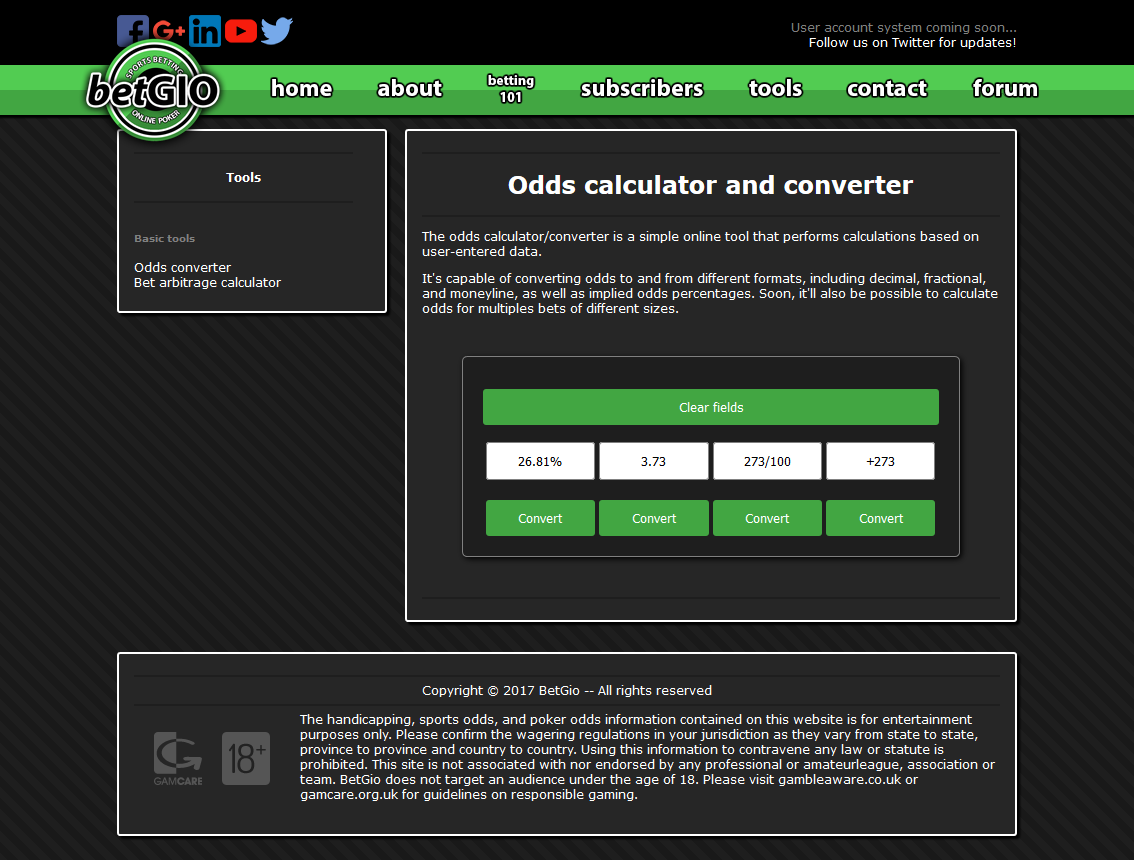 f G+ in
User account system coming soon...
Follow us on Twitter for updates!
SPORTS BETTING
betGIO
ONLINE POKER
home about betting 101 subscribers tools contact forum
Tools
Basic tools
Odds converter
Bet arbitrage calculator
Odds calculator and converter
The odds calculator/converter is a simple online tool that performs calculations based on
user-entered data.
It's capable of converting odds to and from different formats, including decimal, fractional,
and moneyline, as well as implied odds percentages. Soon, it'll also be possible to calculate
odds for multiples bets of different sizes.
Clear fields
26.81% 3.73 273/100 +273
Convert Convert Convert Convert
Copyright © 2017 BetGio -- All rights reserved
GAMCARE
18+
The handicapping, sports odds, and poker odds information contained on this website is for entertainment
purposes only. Please confirm the wagering regulations in your jurisdiction as they vary from state to state,
province to province and country to country. Using this information to contravene any law or statute is
prohibited. This site is not associated with nor endorsed by any professional or amateurleague, association or
team. BetGio does not target an audience under the age of 18. Please visit gambleaware.co.uk or
gamcare.org.uk for guidelines on responsible gaming.